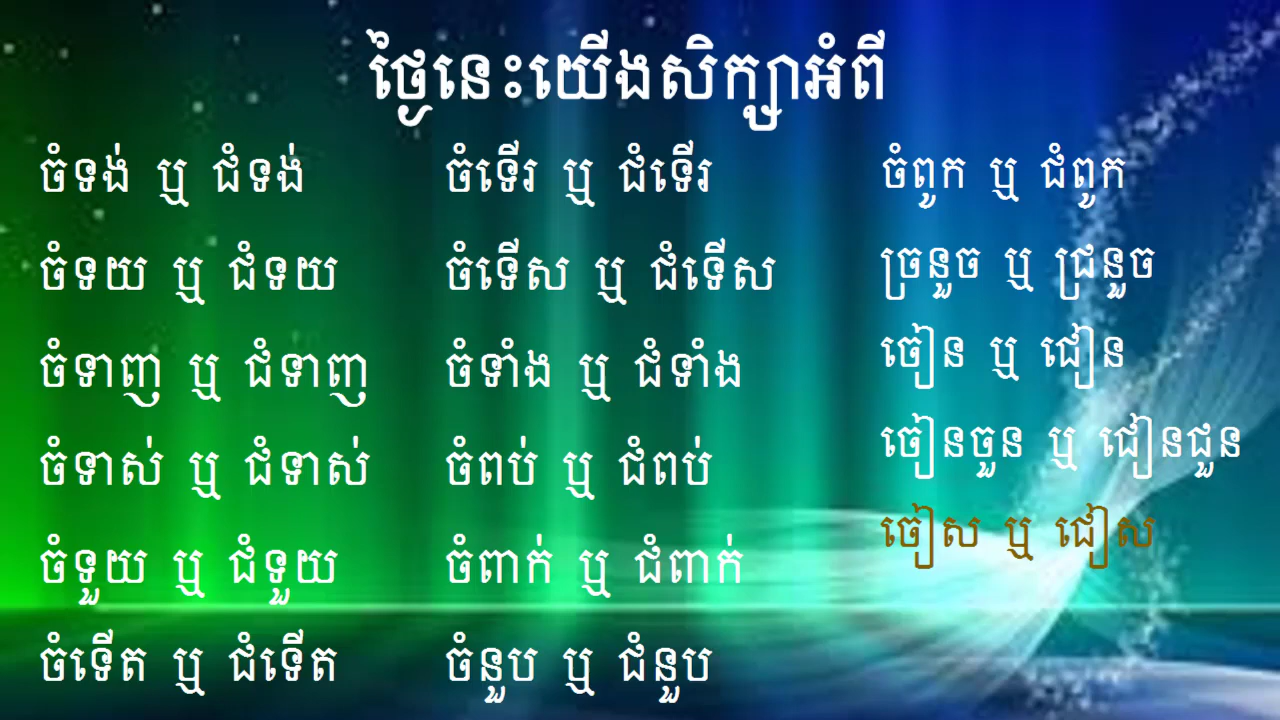 ថ្ងៃនេះយើងសិក្សាអំពី
ចំទង់ ឬ ជំទង់
ចំទយ ឬ ជំទយ
ចំទាញ ឬ ជំទាញ
ចំទាស់ ឬ ជំទាស់
ចំទួយ ឬ ជំទួយ
ចំទើត ឬ ជំទើត
ចំទើរ ឬ ជំទើរ
ចំទើស ឬ ជំទើស
ចំទាំង ឬ ជំទាំង
ចំពប់ ឬ ជំពប់
ចំពាក់ ឬ ជំពាក់
ចំនួប ឬ ជំនួប
ចំពូក ឬ ជំពូក
ច្រនួច ឬ ជ្រនួច
ចៀន ឬ ជៀន
ចៀនចួន ឬ ជៀនជួន
ចៀស ឬ ជៀស